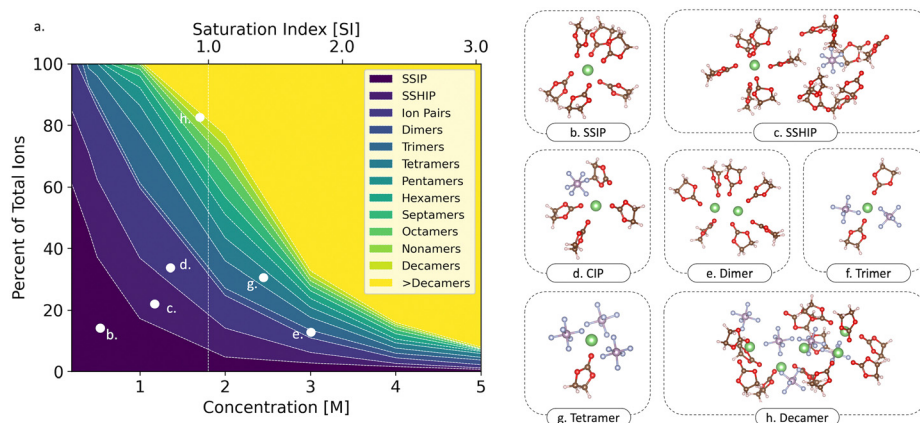 a.
Saturation Index [SI]
1.0
2.0
3.0
100
80
60
40
20
0
Percent of Total Ions
h.
d.
c.
b.
g.
e.
SSIP
SSHIP
Ion Pairs
Dimers
Trimers
Tetramers
Pentamers
Hexamers
Septamers
Octamers
Nonamers
Decamers
>Decamers
1
2
3
4
5
Concentration [M]
b. SSIP
c. SSHIP
d. CIP
e. Dimer
f. Trimer
g. Tetramer
h. Decamer